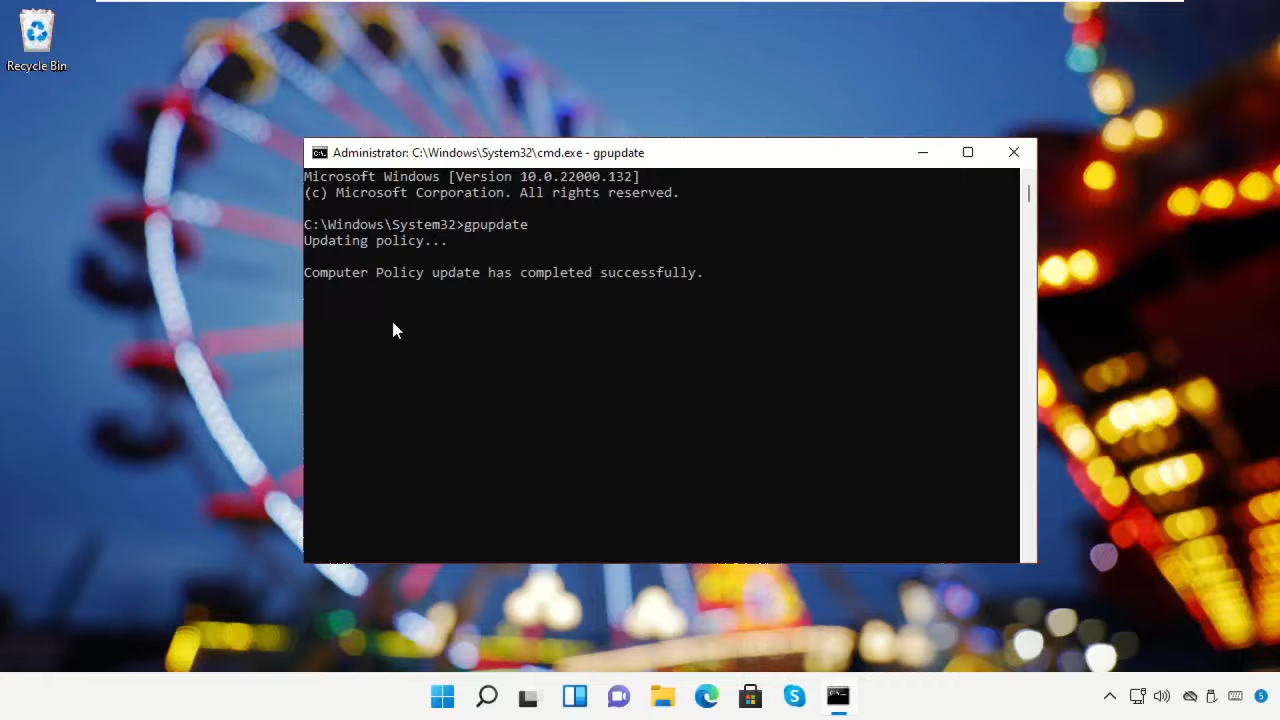 Recycle Bin
Administrator: C:\Windows\System32\cmd.exe - gpupdate
Microsoft Windows [Version 10.0.22000.132]
(c) Microsoft Corporation. All rights reserved.
C:\Windows\System32>gpupdate
Updating policy...
Computer Policy update has completed successfully.
5